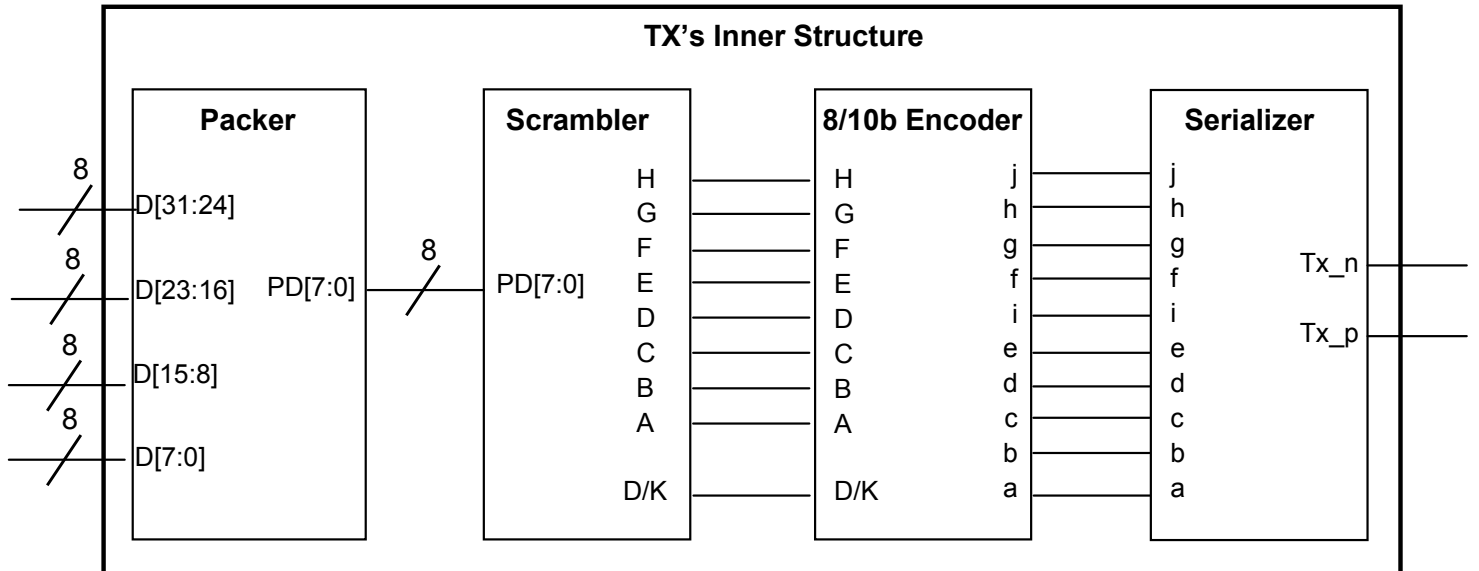 TX's Inner Structure
Packer
8
D[31:24]
8
D[23:16]
8
D[15:8]
8
D[7:0]
PD[7:0]
8
Scrambler
PD[7:0]
H
G
F
E
D
C
B
A
D/K
8/10b Encoder
H
G
F
E
D
C
B
A
D/K
j
h
g
f
i
e
d
c
b
a
Serializer
j
h
g
f
i
e
d
c
b
a
Tx_n
Tx_p